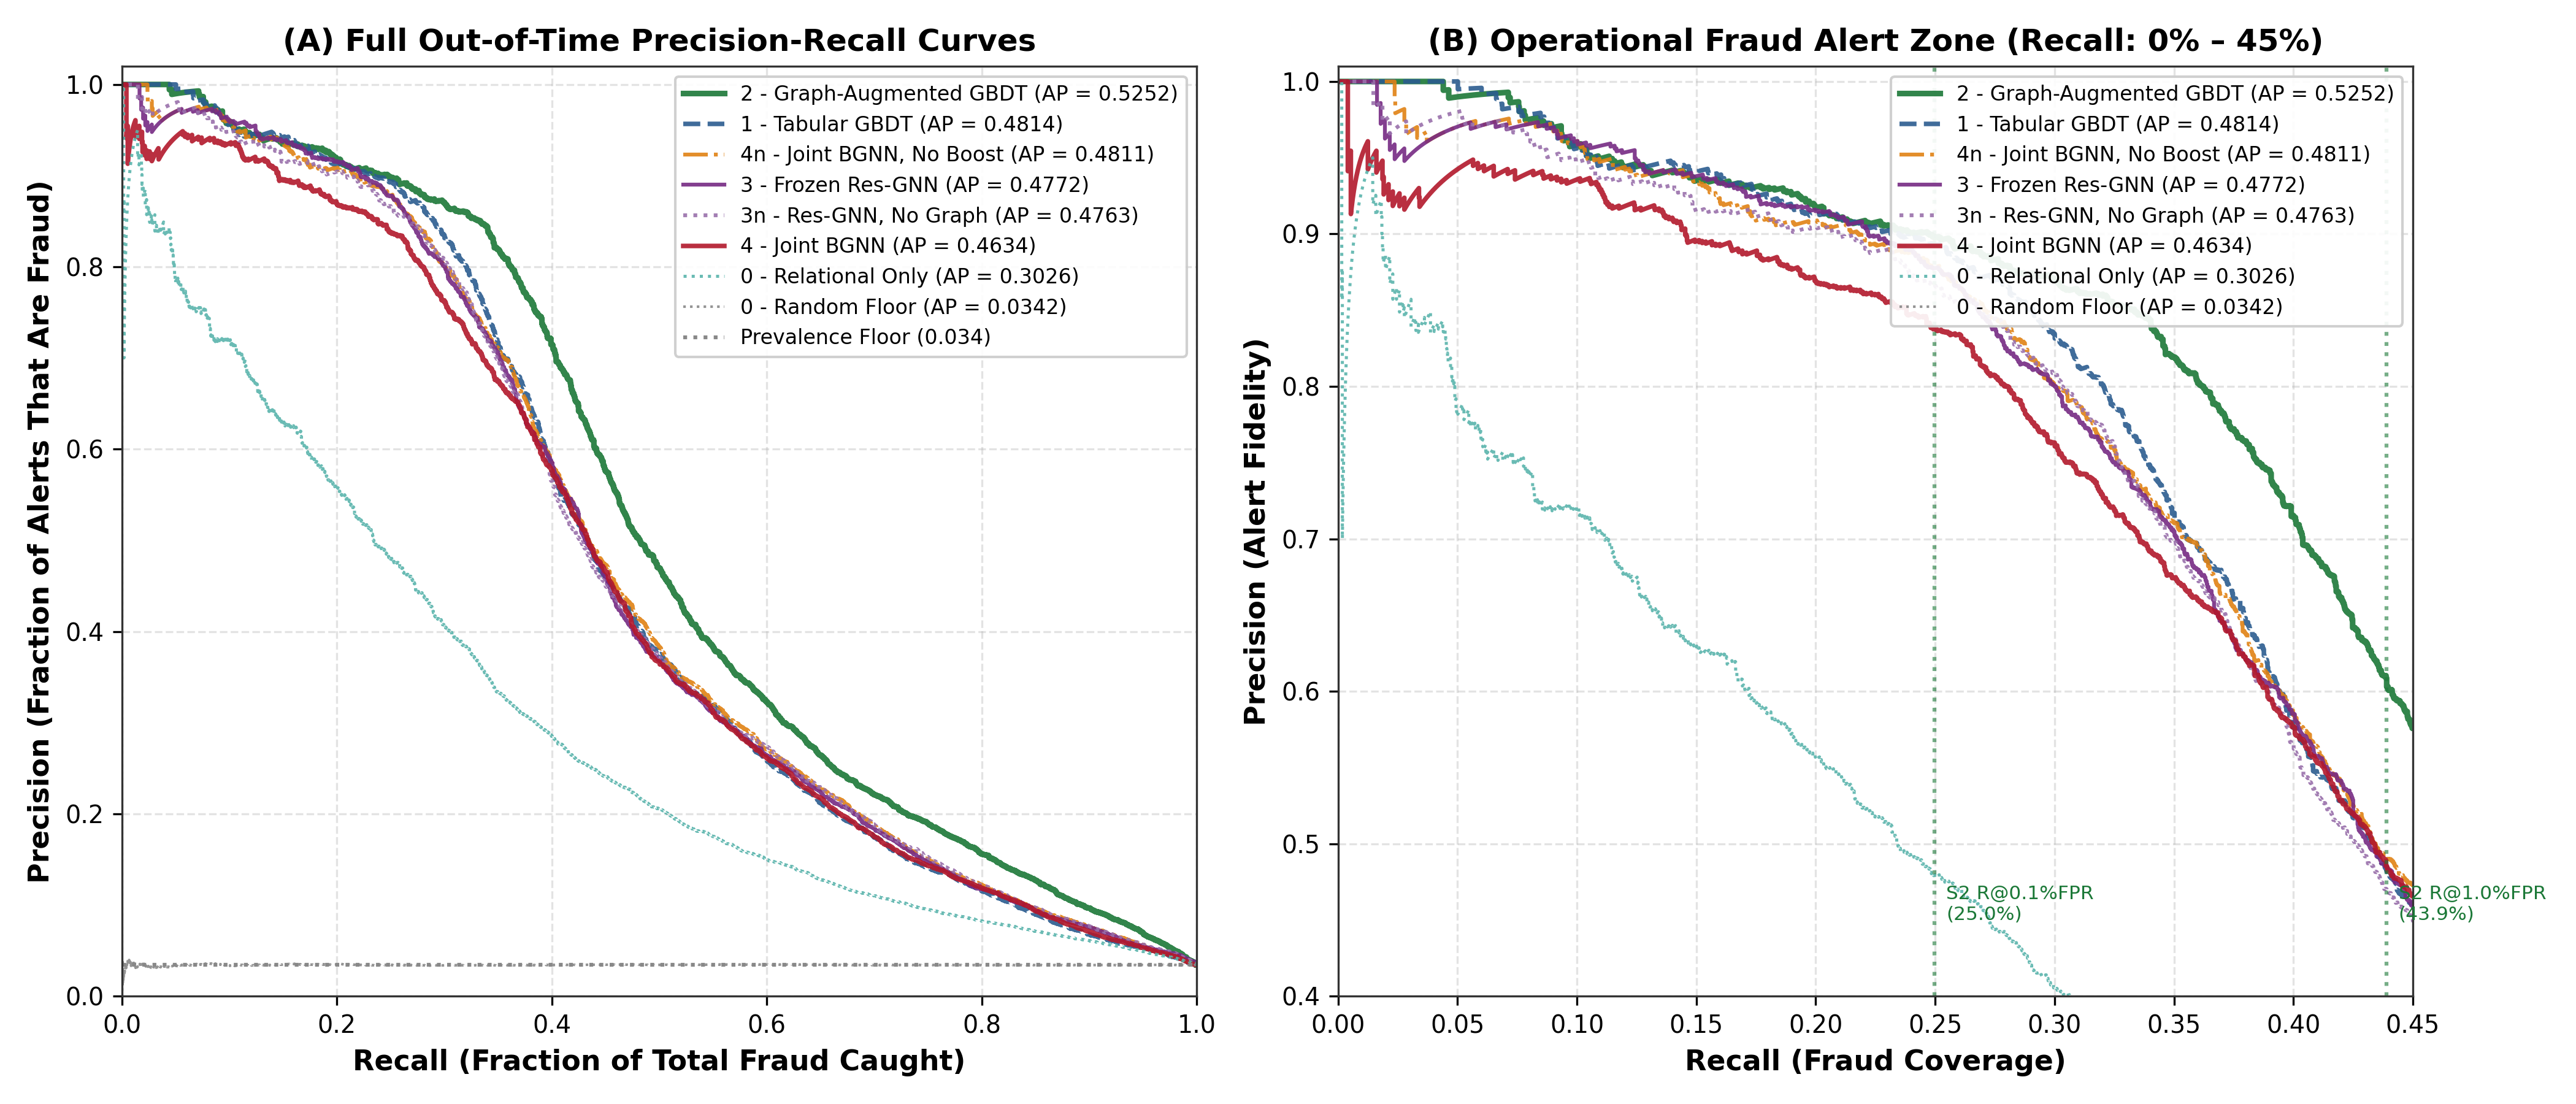 (A) Full Out-of-Time Precision-Recall Curves
Precision (Fraction of Alerts That Are Fraud)
1.0
0.8
0.6
0.4
0.2
0.0
2 - Graph-Augmented GBDT (AP = 0.5252)
1 - Tabular GBDT (AP = 0.4814)
4n - Joint BGNN, No Boost (AP = 0.4811)
3 - Frozen Res-GNN (AP = 0.4772)
3n - Res-GNN, No Graph (AP = 0.4763)
4 - Joint BGNN (AP = 0.4634)
0 - Relational Only (AP = 0.3026)
0 - Random Floor (AP = 0.0342)
Prevalence Floor (0.034)
0.0 0.2 0.4 0.6 0.8 1.0
Recall (Fraction of Total Fraud Caught)
(B) Operational Fraud Alert Zone (Recall: 0% – 45%)
Precision (Alert Fidelity)
1.0
0.9
0.8
0.7
0.6
0.5
0.4
2 - Graph-Augmented GBDT (AP = 0.5252)
1 - Tabular GBDT (AP = 0.4814)
4n - Joint BGNN, No Boost (AP = 0.4811)
3 - Frozen Res-GNN (AP = 0.4772)
3n - Res-GNN, No Graph (AP = 0.4763)
4 - Joint BGNN (AP = 0.4634)
0 - Relational Only (AP = 0.3026)
0 - Random Floor (AP = 0.0342)
S2 R@0.1%FPR
(25.0%)
S2 R@1.0%FPR
(43.9%)
0.00 0.05 0.10 0.15 0.20 0.25 0.30 0.35 0.40 0.45
Recall (Fraud Coverage)